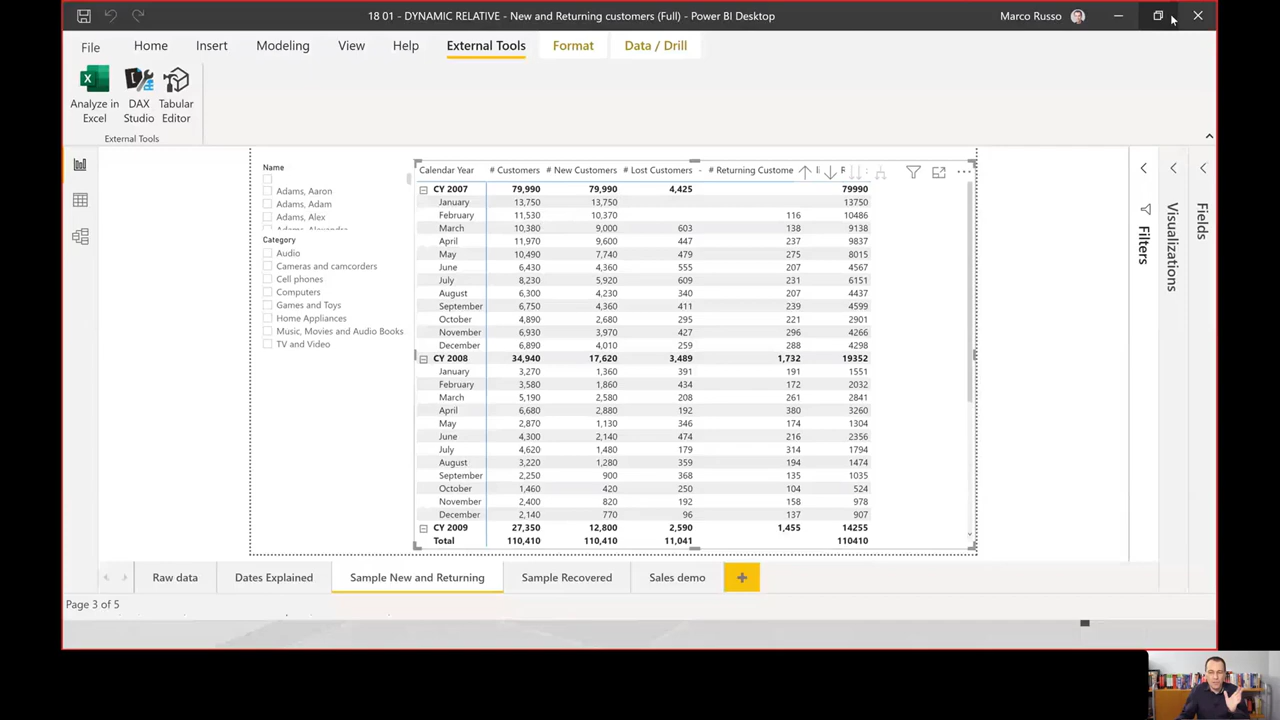 18 01 - DYNAMIC RELATIVE - New and Returning customers (Full) - Power BI Desktop
Marco Russo
File Home Insert Modeling View Help External Tools Format Data / Drill
Analyze in Excel
DAX Studio
Tabular Editor
External Tools
Name
Adams, Aaron
Adams, Adam
Adams, Alex
Category
Audio
Cameras and camcorders
Cell phones
Computers
Games and Toys
Home Appliances
Music, Movies and Audio Books
TV and Video
Calendar Year # Customers # New Customers # Lost Customers # Returning Custome
CY 2007 79,990 79,990 4,425 79990
January 13,750 13,750 13750
February 11,530 10,370 116 10486
March 10,380 9,000 603 138 9138
April 11,970 9,600 447 237 9837
May 10,490 7,740 479 275 8015
June 6,430 4,360 555 207 4567
July 8,230 5,920 609 231 6151
August 6,300 4,230 340 207 4437
September 6,750 4,360 411 239 4599
October 4,890 2,680 295 221 2901
November 6,930 3,970 427 296 4266
December 6,890 4,010 259 288 4298
CY 2008 34,940 17,620 3,489 1,732 19352
January 3,270 1,360 391 191 1551
February 3,580 1,860 434 172 2032
March 5,190 2,580 208 261 2841
April 6,680 2,880 192 380 3260
May 2,870 1,130 346 174 1304
June 4,300 2,140 474 216 2356
July 4,620 1,480 179 314 1794
August 3,220 1,280 359 194 1474
September 2,250 900 368 135 1035
October 1,460 420 250 104 524
November 2,400 820 192 158 978
December 2,140 770 96 137 907
CY 2009 27,350 12,800 2,590 1,455 14255
Total 110,410 110,410 11,041 110410
Filters
Visualizations
Fields
Raw data Dates Explained Sample New and Returning Sample Recovered Sales demo +
Page 3 of 5